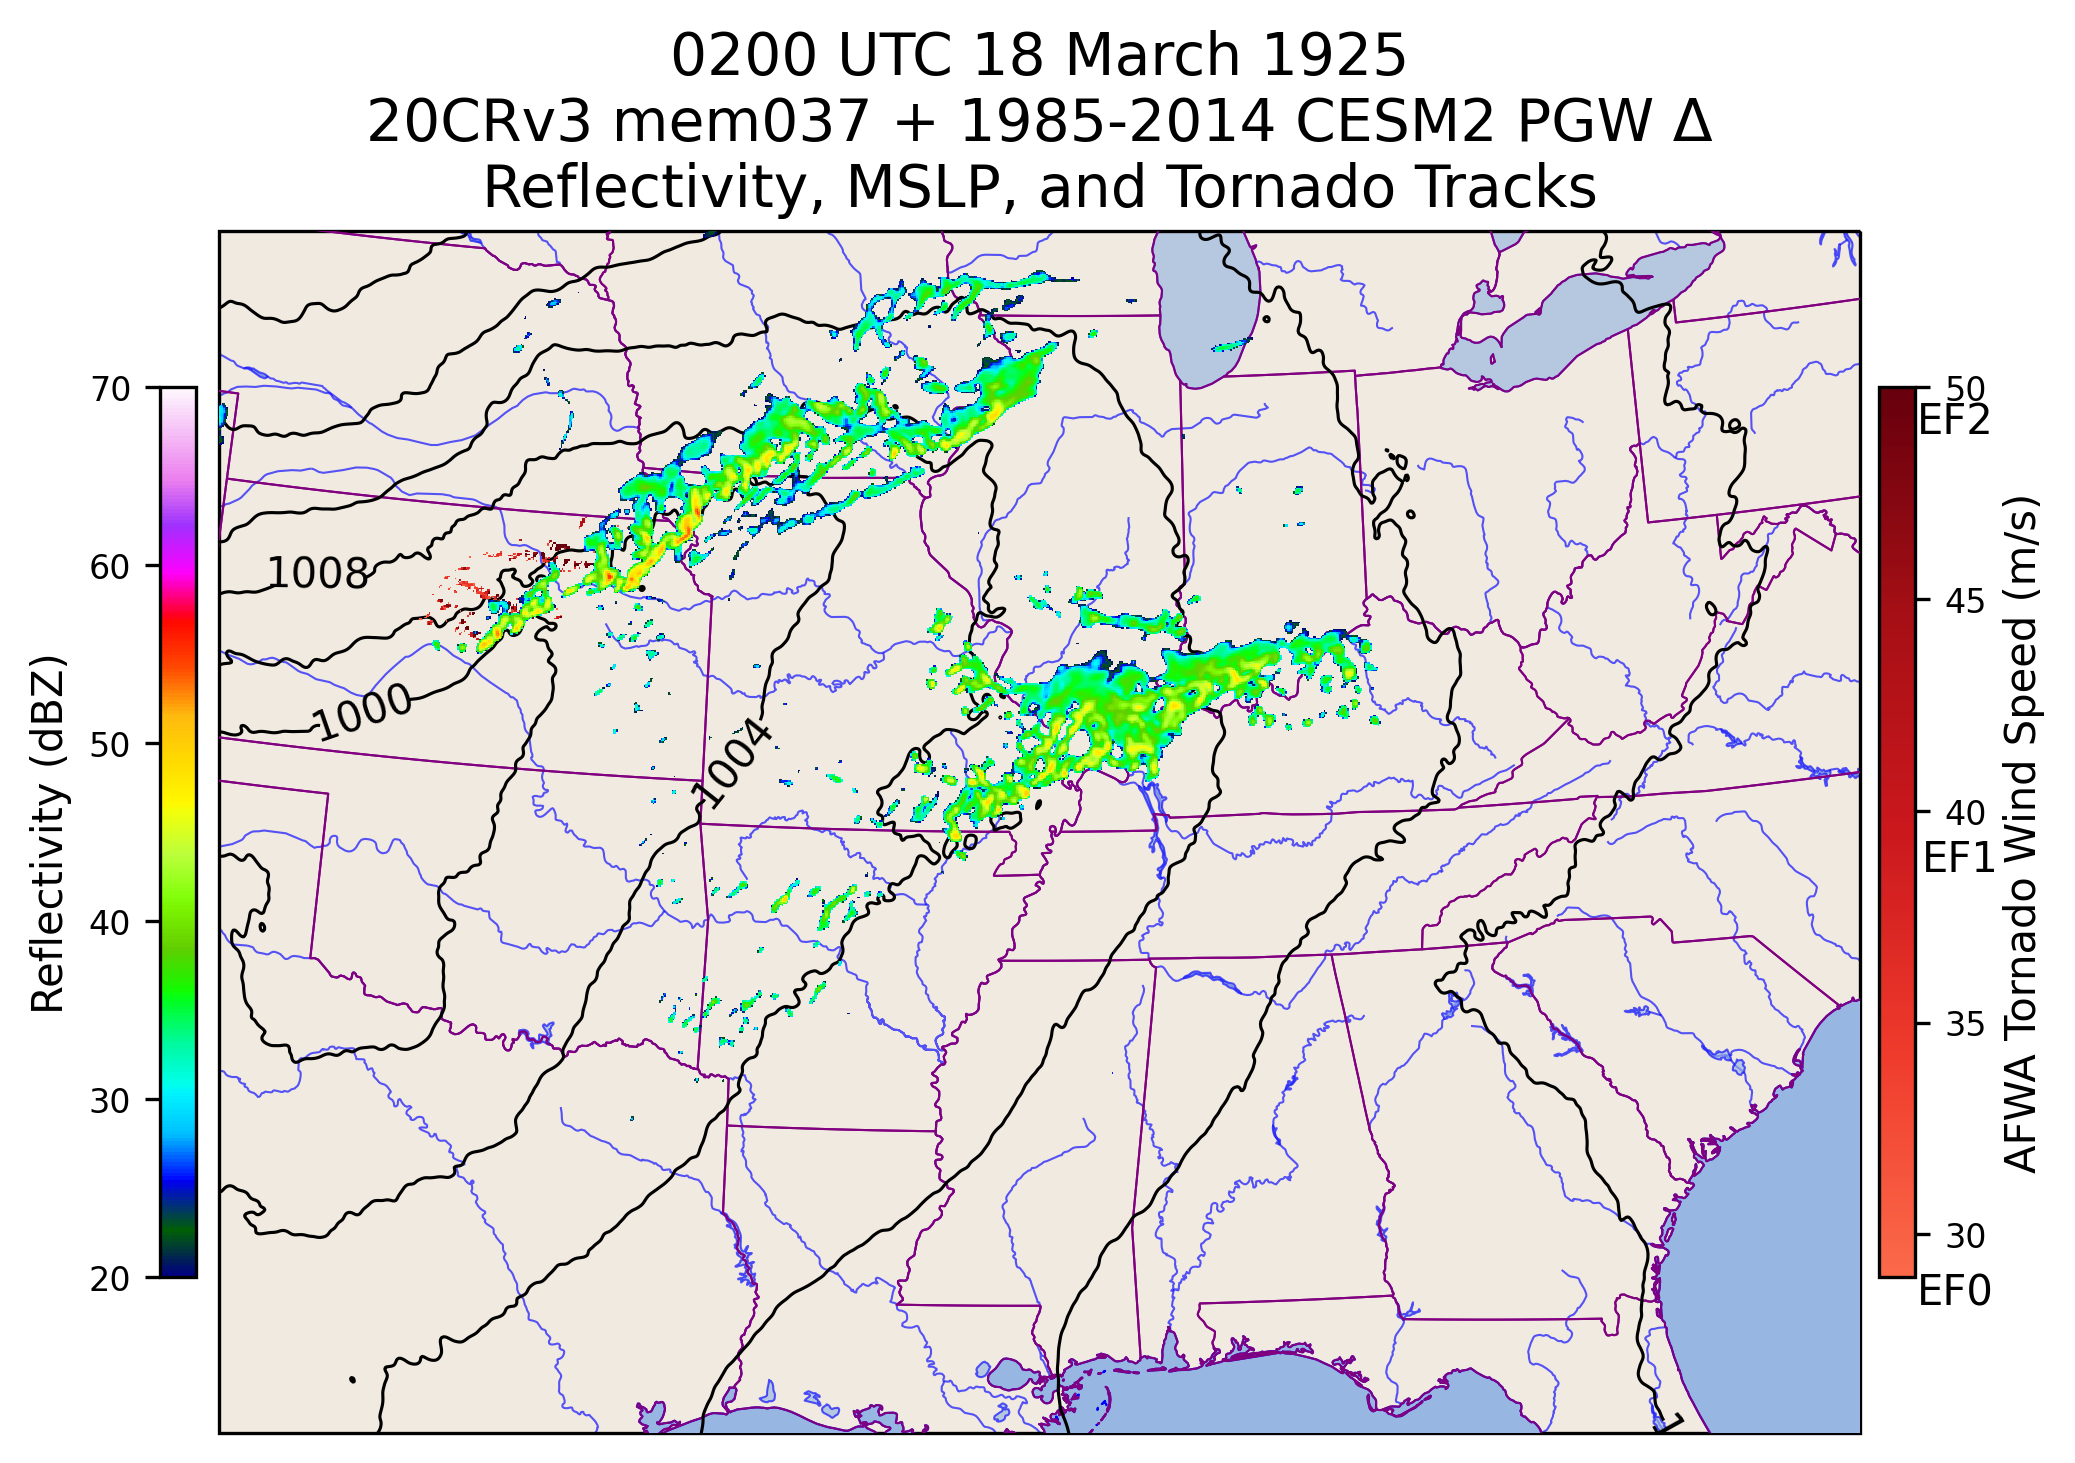 0200 UTC 18 March 1925
20CRv3 mem037 + 1985-2014 CESM2 PGW Δ
Reflectivity, MSLP, and Tornado Tracks
Reflectivity (dBZ)
70
60
50
40
30
20
1008
1000
1004
1
50
EF2
45
40
EF1
35
30
EF0
AFWA Tornado Wind Speed (m/s)